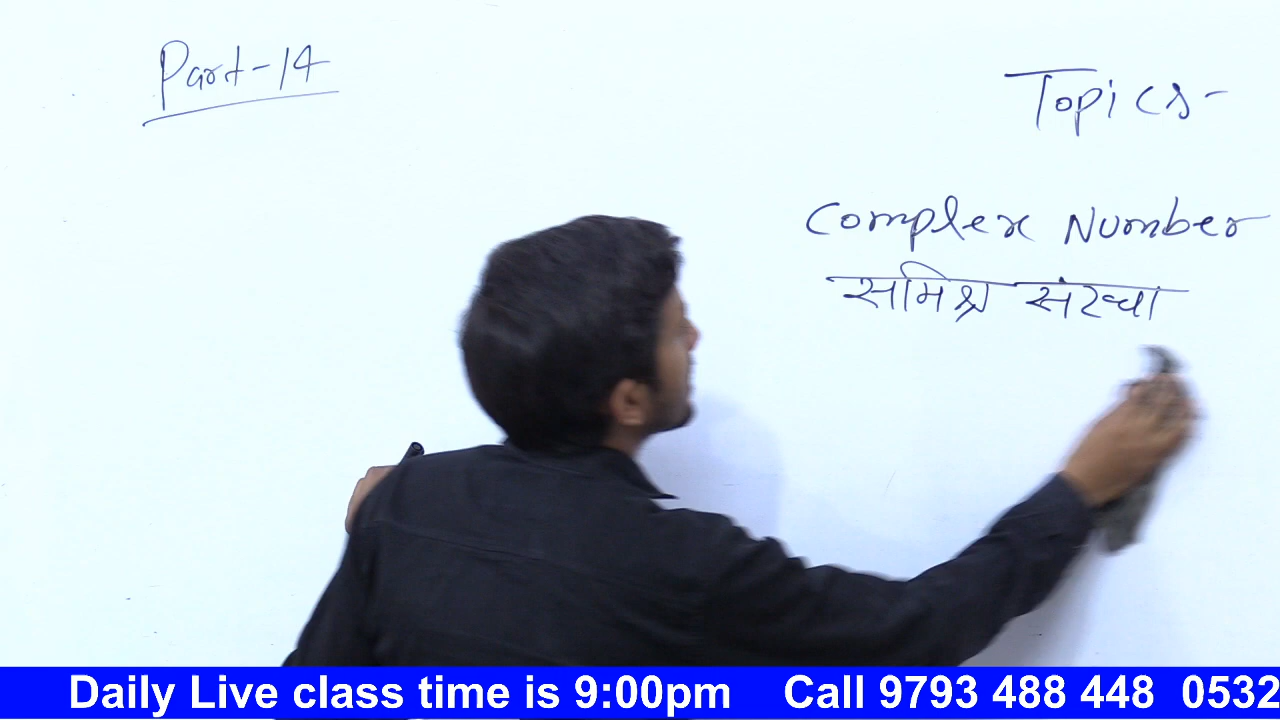 Part-14
Topics-
Complex Number
समिश्र संख्या
Daily Live class time is 9:00pm Call 9793 488 448 0532